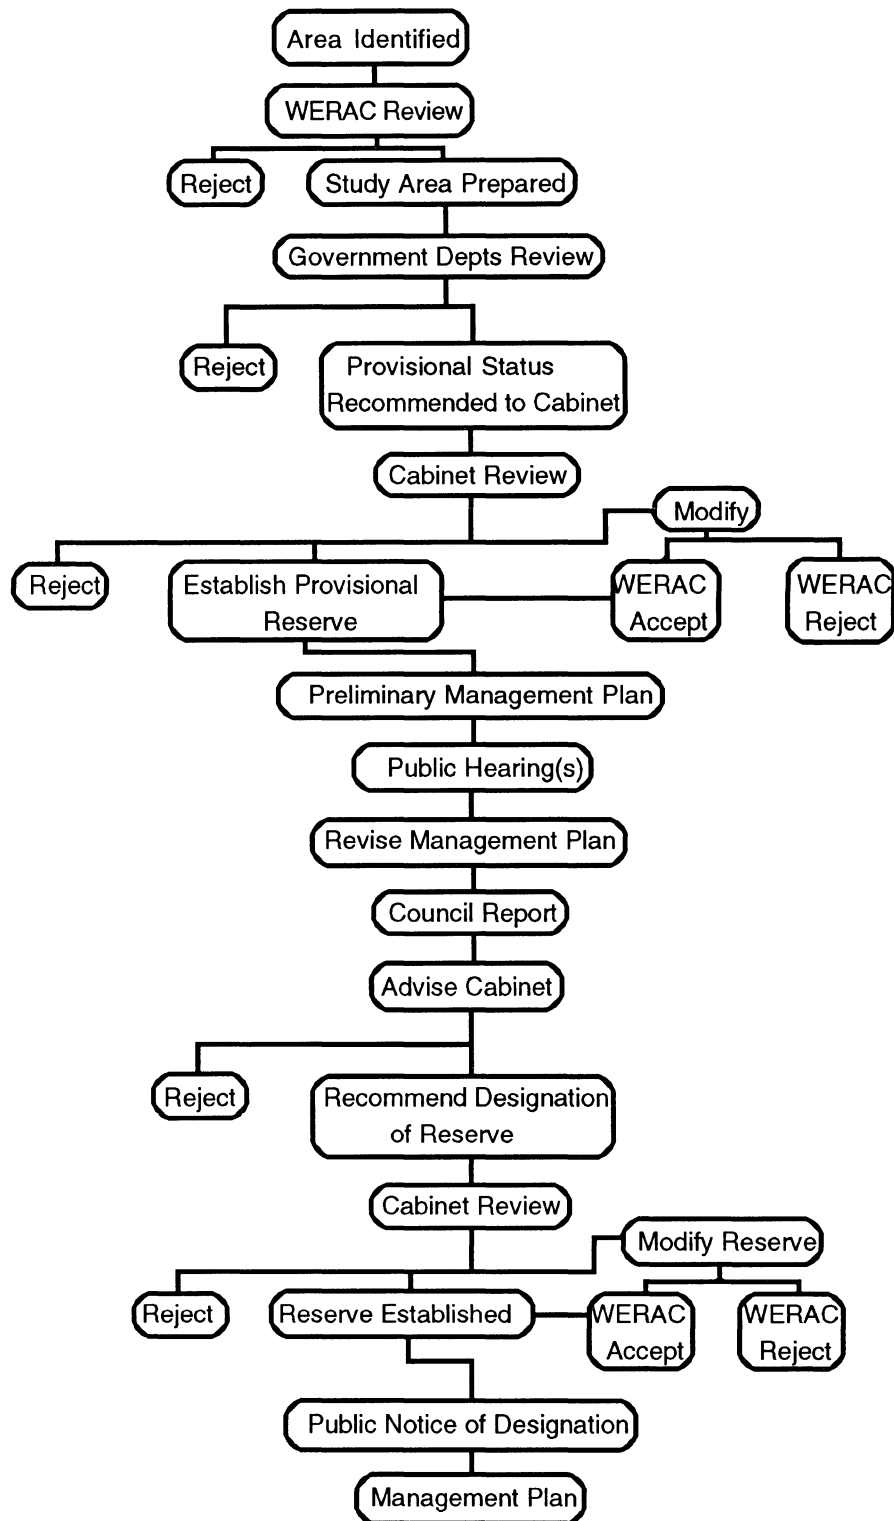 Area Identified
WERAC Review
Reject
Study Area Prepared
Government Depts Review
Reject
Provisional Status
Recommended to Cabinet
Cabinet Review
Modify
Reject
Establish Provisional
Reserve
WERAC
Accept
WERAC
Reject
Preliminary Management Plan
Public Hearing(s)
Revise Management Plan
Council Report
Advise Cabinet
Reject
Recommend Designation
of Reserve
Cabinet Review
Modify Reserve
Reject
Reserve Established
WERAC
Accept
WERAC
Reject
Public Notice of Designation
Management Plan